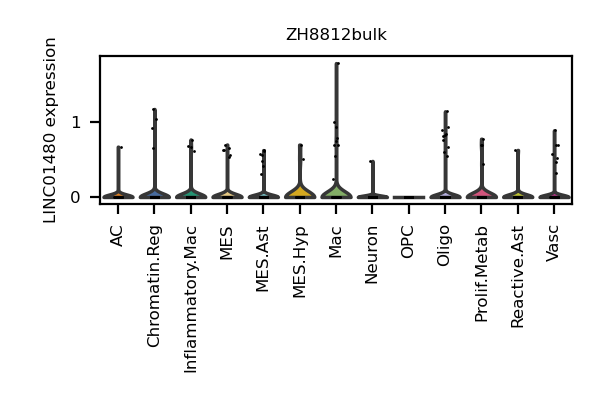 ZH8812bulk
LINC01480 expression
1
0
AC
Chromatin.Reg
Inflammatory.Mac
MES
MES.Ast
MES.Hyp
Mac
Neuron
OPC
Oligo
Prolif.Metab
Reactive.Ast
Vasc